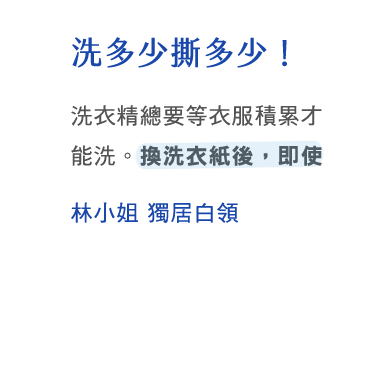 洗多少撕多少！
洗衣精總要等衣服積累才
能洗。換洗衣紙後，即使
林小姐 獨居白領